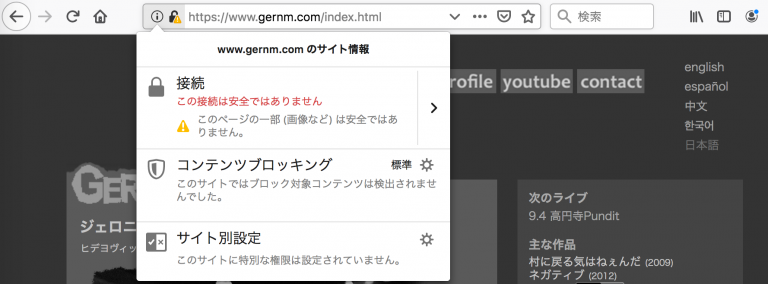 https://www.gernm.com/index.html
検索
www.gernm.com のサイト情報
接続
この接続は安全ではありません
このページの一部 (画像など) は安全ではあ
りません。
コンテンツブロッキング
標準
このサイトではブロック対象コンテンツは検出されませ
んでした。
サイト別設定
このサイトに特別な権限は設定されていません。
rofile
youtube
contact
english
español
中文
한국어
日本語
GER
ジェロニ
ヒデヨヴィッ
次のライブ
9.4 高円寺Pundit
主な作品
村に戻る気はねぇんだ (2009)
ネガティブ (2012)